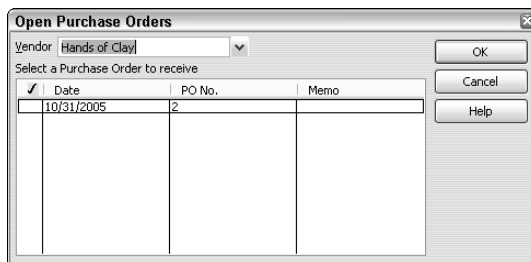 Open Purchase Orders
Vendor Hands of Clay
OK
Select a Purchase Order to receive
Cancel
✓ Date PO No. Memo
Help
10/31/2005 2